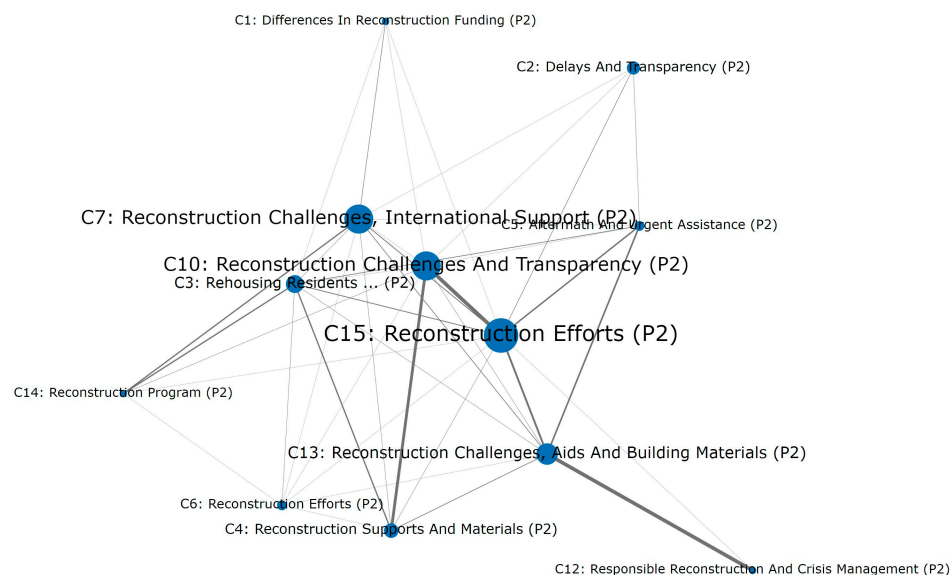 C1: Differences In Reconstruction Funding (P2)
C2: Delays And Transparency (P2)
C7: Reconstruction Challenges, International Support (P2)
C5: Aftermath And Urgent Assistance (P2)
C10: Reconstruction Challenges And Transparency (P2)
C3: Rehousing Residents ... (P2)
C15: Reconstruction Efforts (P2)
C14: Reconstruction Program (P2)
C13: Reconstruction Challenges, Aids And Building Materials (P2)
C6: Reconstruction Efforts (P2)
C4: Reconstruction Supports And Materials (P2)
C12: Responsible Reconstruction And Crisis Management (P2)